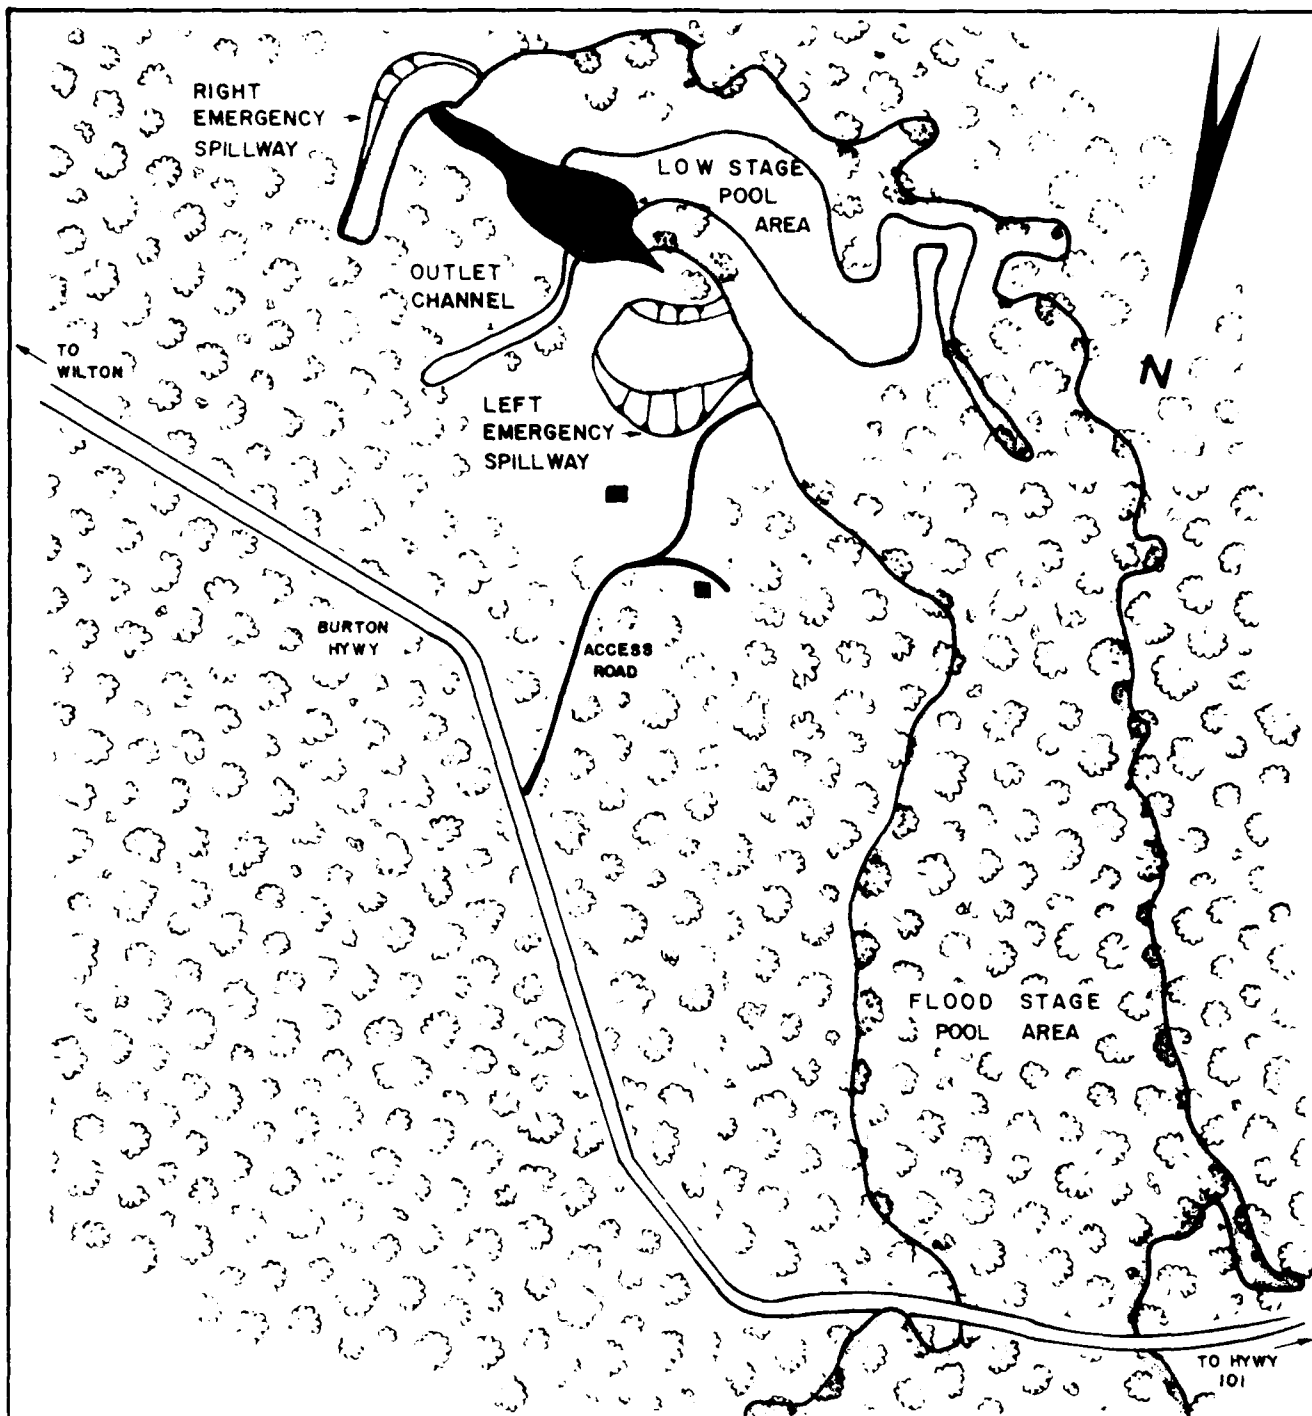 RIGHT
EMERGENCY
SPILLWAY
LOW STAGE
POOL
AREA
OUTLET
CHANNEL
TO
WILTON
N
LEFT
EMERGENCY
SPILLWAY
BURTON
HYWY
ACCESS
ROAD
FLOOD STAGE
POOL AREA
TO HYWY
101